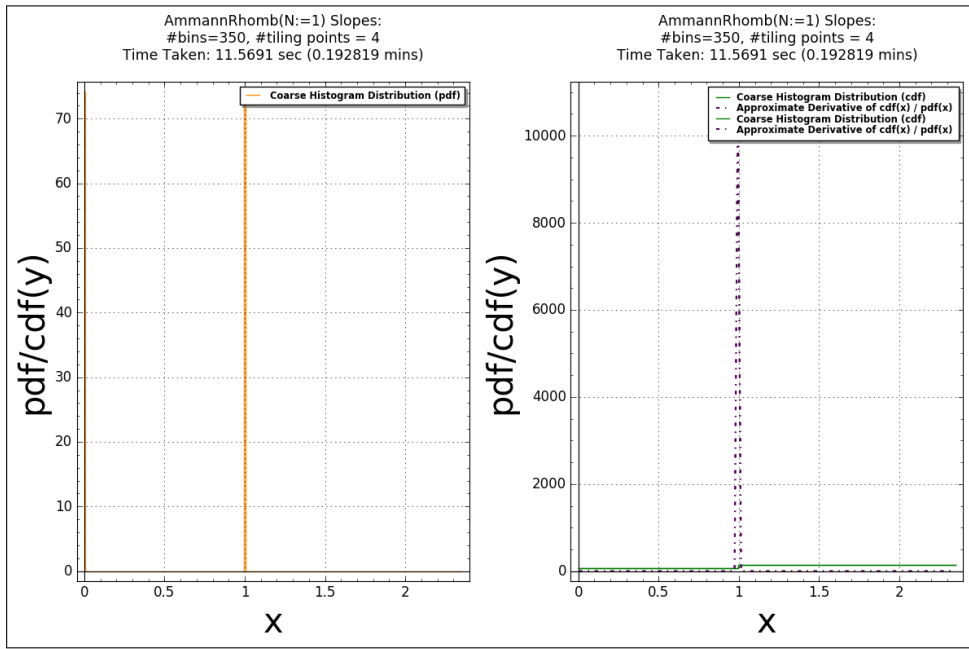 AmmannRhomb(N:=1) Slopes:
#bins=350, #tiling points = 4
Time Taken: 11.5691 sec (0.192819 mins)
Coarse Histogram Distribution (pdf)
pdf/cdf(y)
70
60
50
40
30
20
10
0
0
0.5
1
1.5
2
x
AmmannRhomb(N:=1) Slopes:
#bins=350, #tiling points = 4
Time Taken: 11.5691 sec (0.192819 mins)
Coarse Histogram Distribution (cdf)
Approximate Derivative of cdf(x) / pdf(x)
Coarse Histogram Distribution (cdf)
Approximate Derivative of cdf(x) / pdf(x)
pdf/cdf(y)
10000
8000
6000
4000
2000
0
0
0.5
1
1.5
2
x